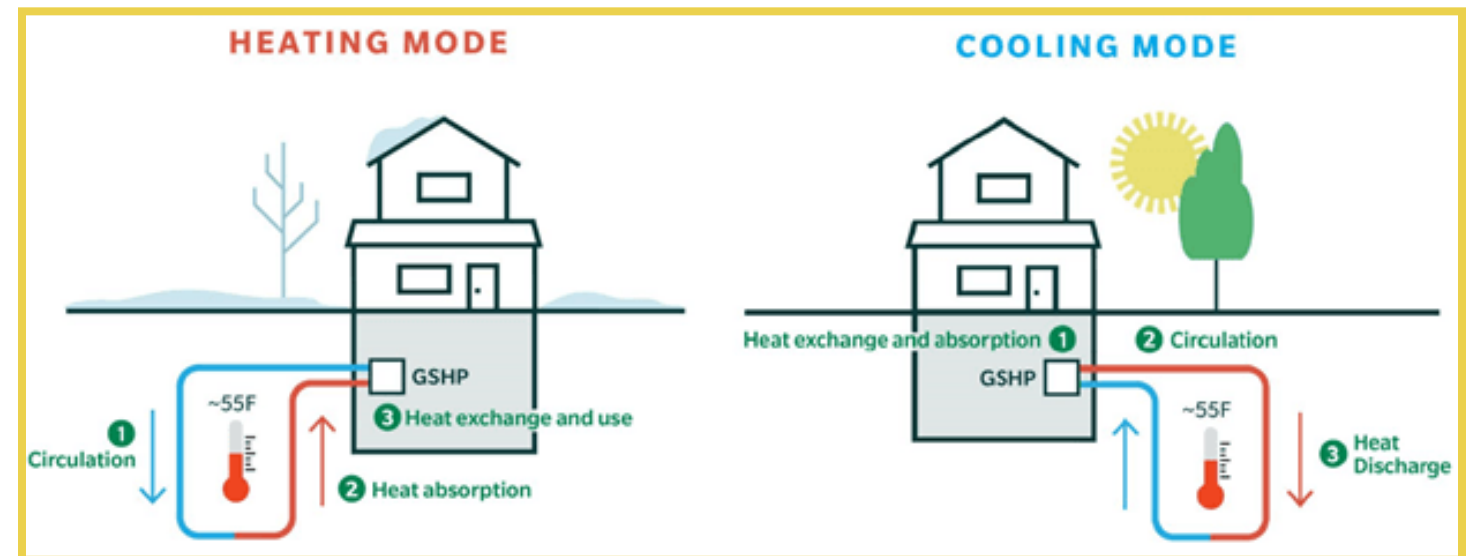 HEATING MODE
~55F
GSHP
3 Heat exchange and use
1
Circulation
2 Heat absorption
COOLING MODE
Heat exchange and absorption 1
2 Circulation
GSHP
~55F
3 Heat
Discharge